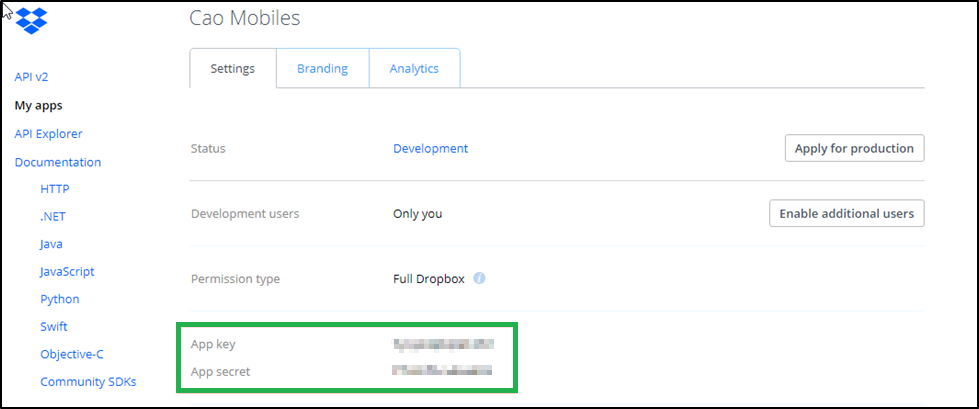 Cao Mobiles
Settings
Branding
Analytics
API v2
My apps
API Explorer
Documentation
HTTP
.NET
Java
JavaScript
Python
Swift
Objective-C
Community SDKs
Status
Development
Apply for production
Development users
Only you
Enable additional users
Permission type
Full Dropbox
i
App key
App secret